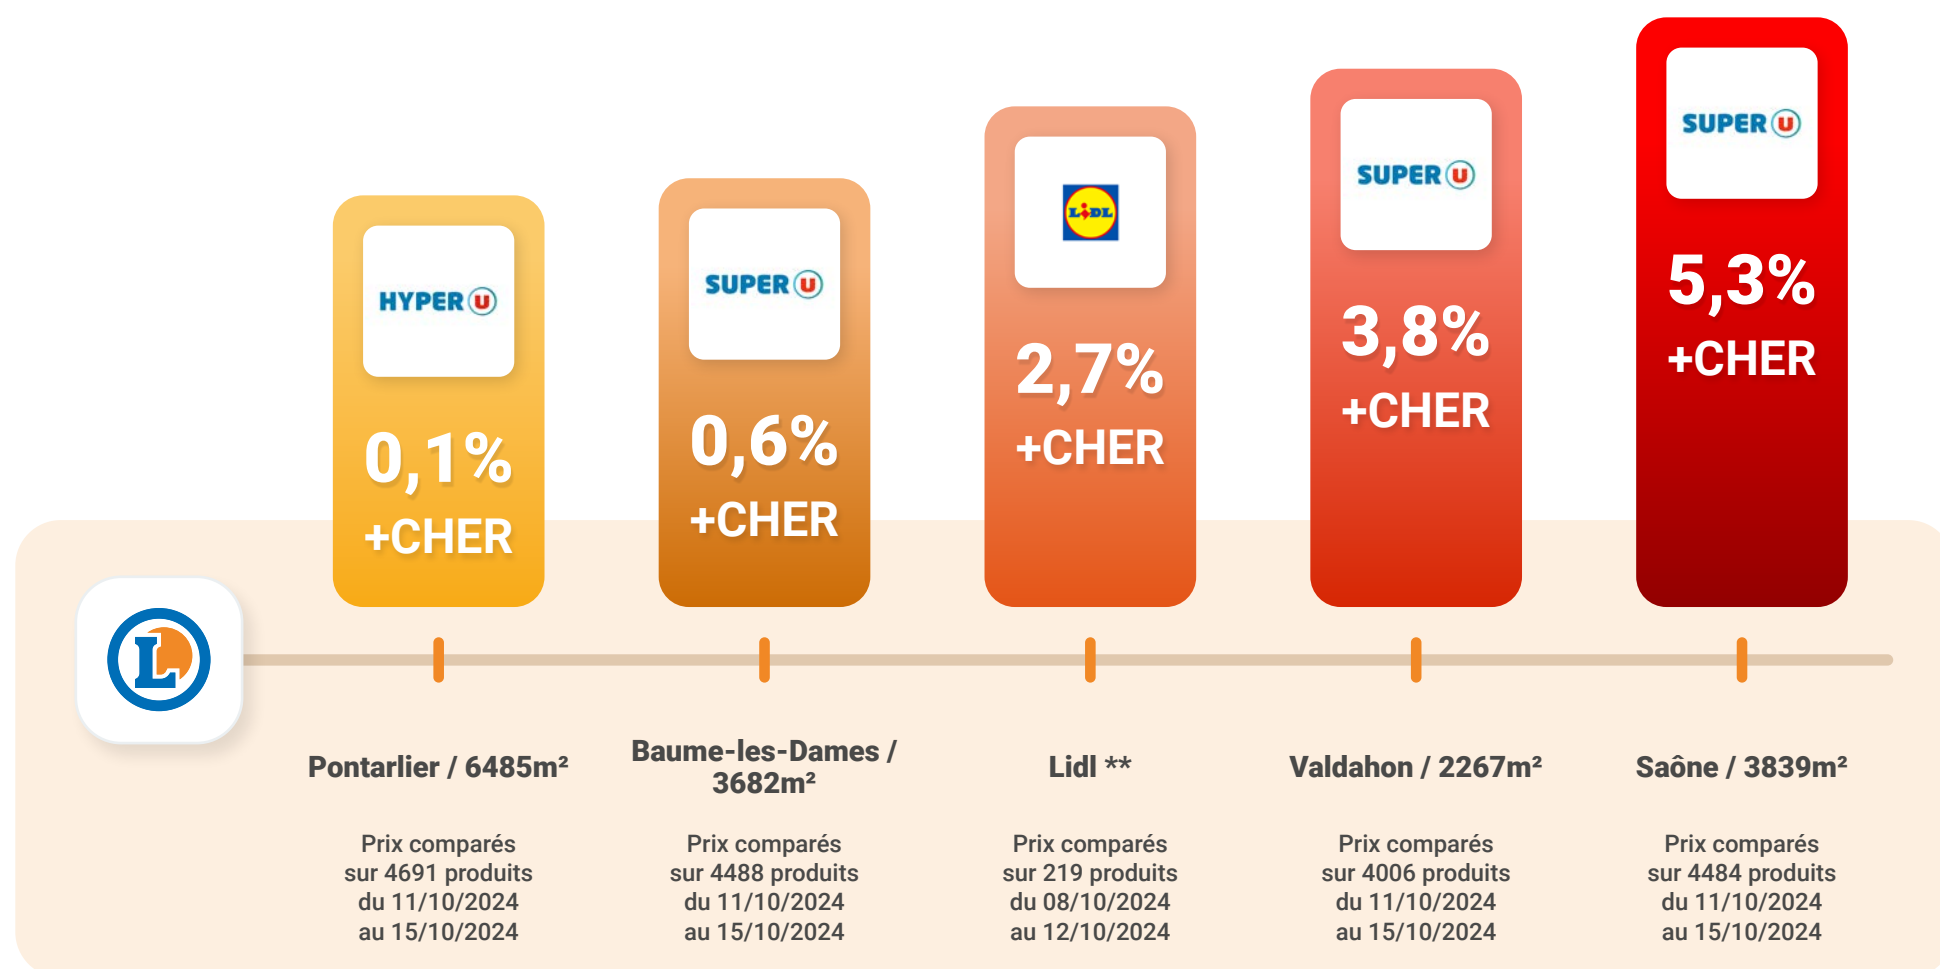 HYPER U
0,1%
+CHER
SUPER U
0,6%
+CHER
LIDL
2,7%
+CHER
SUPER U
3,8%
+CHER
SUPER U
5,3%
+CHER
L
Pontarlier / 6485m²
Prix comparés
sur 4691 produits
du 11/10/2024
au 15/10/2024
Baume-les-Dames /
3682m²
Prix comparés
sur 4488 produits
du 11/10/2024
au 15/10/2024
Lidl **
Prix comparés
sur 219 produits
du 08/10/2024
au 12/10/2024
Valdahon / 2267m²
Prix comparés
sur 4006 produits
du 11/10/2024
au 15/10/2024
Saône / 3839m²
Prix comparés
sur 4484 produits
du 11/10/2024
au 15/10/2024